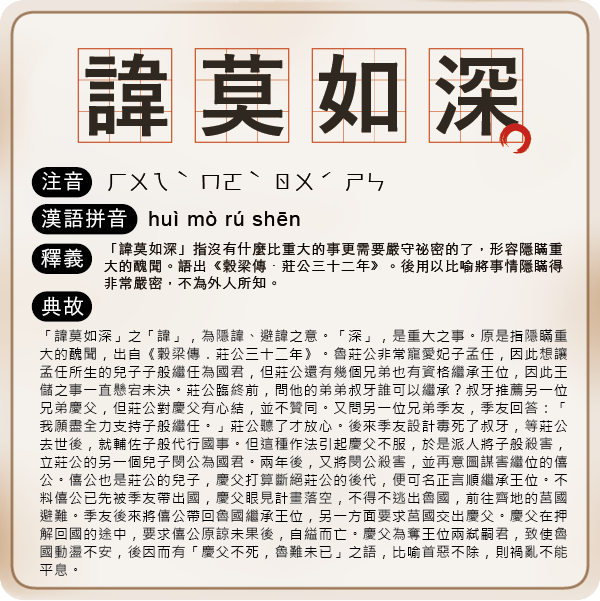 諱莫如深
注音 ㄏㄨㄟˋ ㄇㄛˋ ㄖㄨˊ ㄕㄣ
漢語拼音 huì mò rú shēn
釋義 「諱莫如深」指沒有什麼比重大的事更需要嚴守祕密的了，形容隱瞞重
大的醜聞。語出《穀梁傳．莊公三十二年》。後用以比喻將事情隱瞞得
非常嚴密，不為外人所知。
典故
「諱莫如深」之「諱」，為隱諱、避諱之意。「深」，是重大之事。原是指隱瞞重
大的醜聞，出自《穀梁傳．莊公三十二年》。魯莊公非常寵愛妃子孟任，因此想讓
孟任所生的兒子子般繼任為國君，但莊公還有幾個兄弟也有資格繼承王位，因此王
儲之事一直懸宕未決。莊公臨終前，問他的弟弟叔牙誰可以繼承？叔牙推薦另一位
兄弟慶父，但莊公對慶父有心結，並不贊同。又問另一位兄弟季友，季友回答：「
我願盡全力支持子般繼任。」莊公聽了才放心。後來季友設計毒死了叔牙，等莊公
去世後，就輔佐子般代行國事。但這種作法引起慶父不服，於是派人將子般殺害，
立莊公的另一個兒子閔公為國君。兩年後，又將閔公殺害，並再意圖謀害繼位的僖
公。僖公也是莊公的兒子，慶父打算斷絕莊公的後代，便可名正言順繼承王位。不
料僖公已先被季友帶出國，慶父眼見計畫落空，不得不逃出魯國，前往齊地的莒國
避難。季友後來將僖公帶回魯國繼承王位，另一方面要求莒國交出慶父。慶父在押
解回國的途中，要求僖公原諒未果後，自縊而亡。慶父為奪王位兩弒嗣君，致使魯
國動盪不安，後因而有「慶父不死，魯難未已」之語，比喻首惡不除，則禍亂不能
平息。